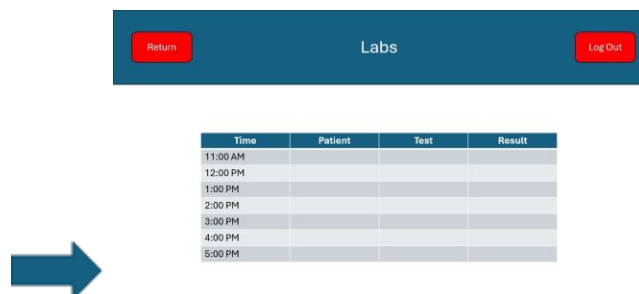 Return Labs Log Out
Time Patient Test Result
11:00 AM
12:00 PM
1:00 PM
2:00 PM
3:00 PM
4:00 PM
5:00 PM